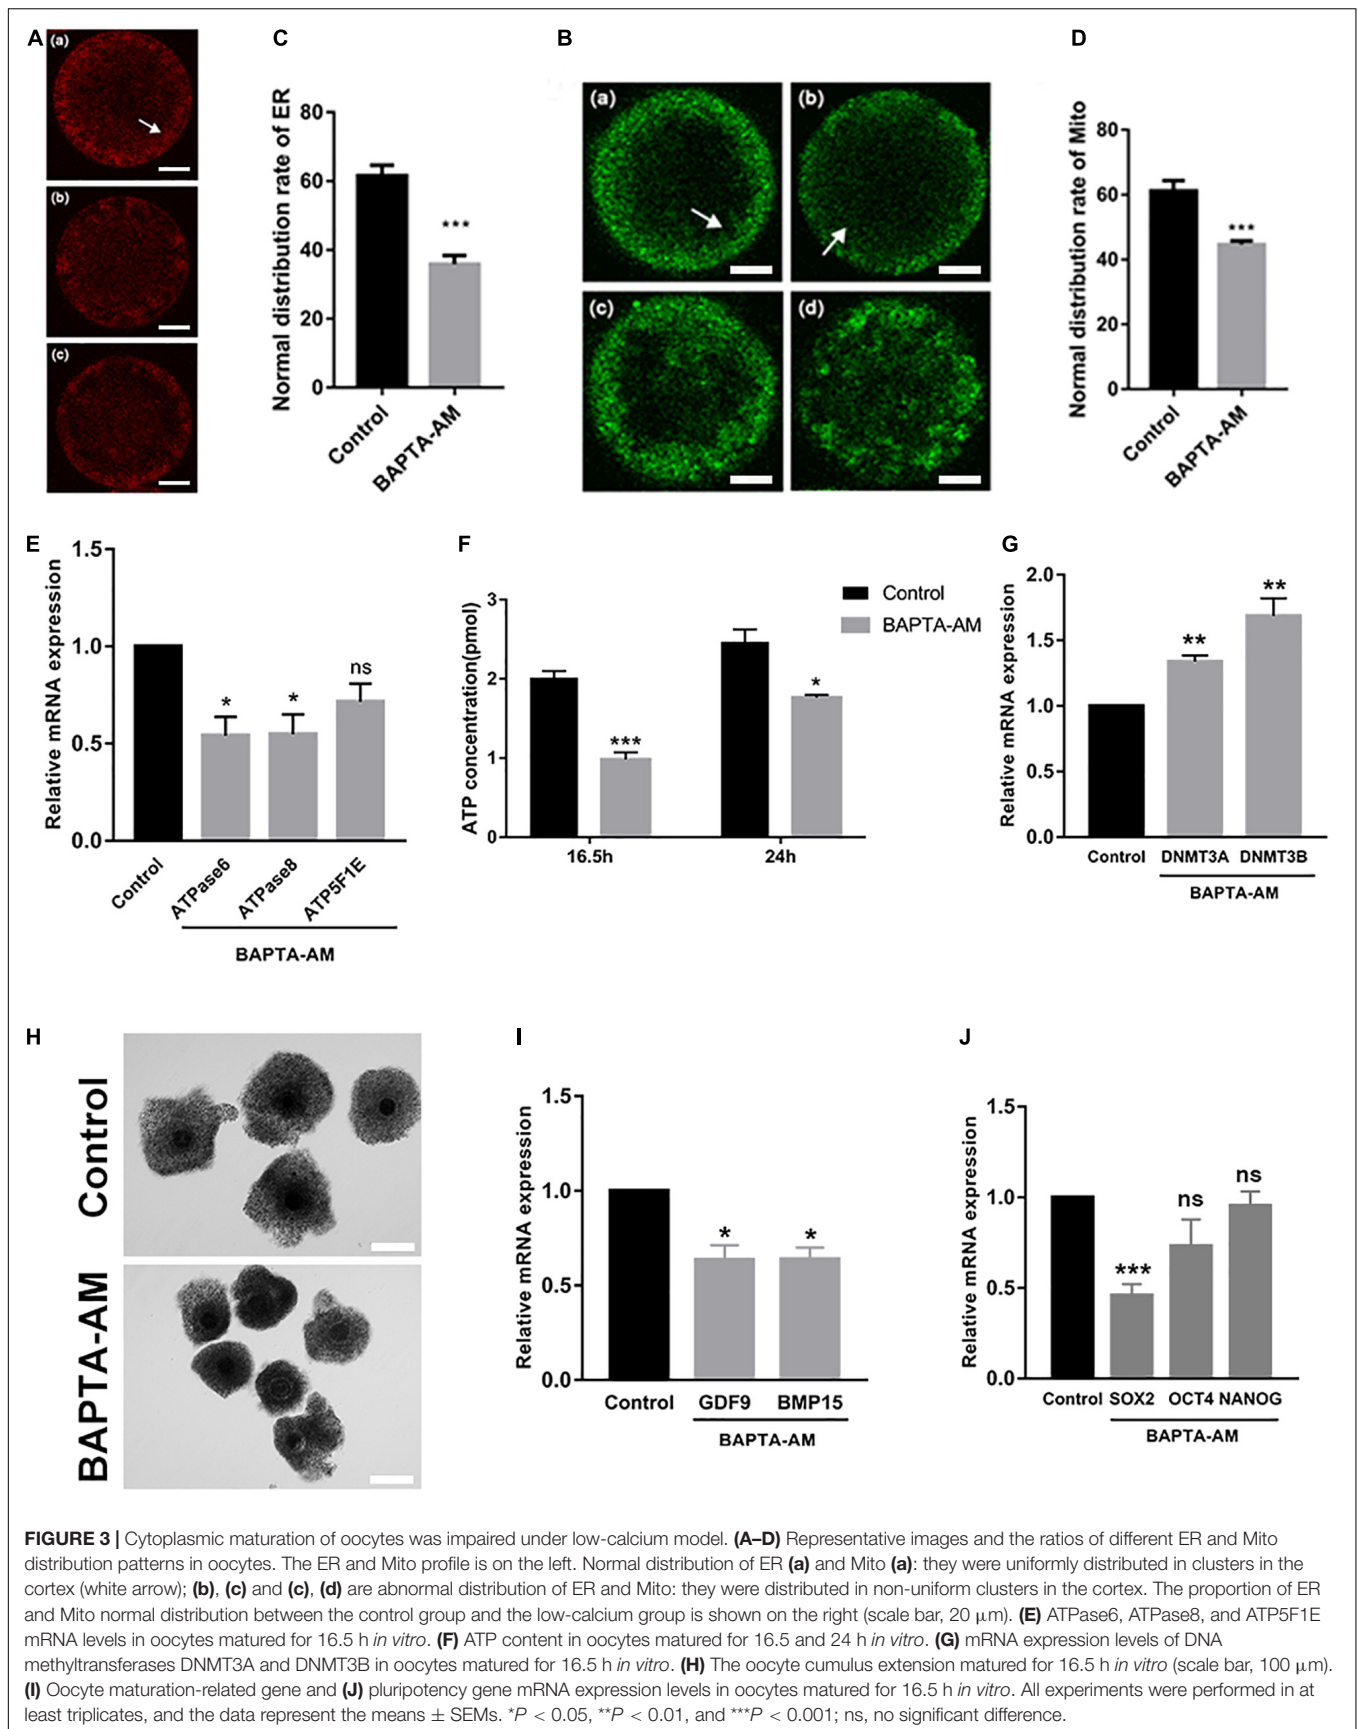 A
(a)
(b)
(c)
C
Normal distribution rate of ER
80
60
40
20
0
***
Control
BAPTA-AM
B
(a)
(b)
(c)
(d)
D
Normal distribution rate of Mito
80
60
40
20
0
***
Control
BAPTA-AM
E
Relative mRNA expression
1.5
1.0
0.5
0.0
*
*
ns
Control
ATPase6
ATPase8
ATP5F1E
BAPTA-AM
F
ATP concentration(pmol)
3
2
1
0
***
*
16.5h
24h
Control
BAPTA-AM
G
Relative mRNA expression
2.0
1.5
1.0
0.5
0.0
**
**
Control
DNMT3A
DNMT3B
BAPTA-AM
H
Control
BAPTA-AM
I
Relative mRNA expression
1.5
1.0
0.5
0.0
*
*
Control
GDF9
BMP15
BAPTA-AM
J
Relative mRNA expression
1.5
1.0
0.5
0.0
***
ns
ns
Control
SOX2
OCT4
NANOG
BAPTA-AM
FIGURE 3 | Cytoplasmic maturation of oocytes was impaired under low-calcium model. (A–D) Representative images and the ratios of different ER and Mito
distribution patterns in oocytes. The ER and Mito profile is on the left. Normal distribution of ER (a) and Mito (a): they were uniformly distributed in clusters in the
cortex (white arrow); (b), (c) and (c), (d) are abnormal distribution of ER and Mito: they were distributed in non-uniform clusters in the cortex. The proportion of ER
and Mito normal distribution between the control group and the low-calcium group is shown on the right (scale bar, 20 μm). (E) ATPase6, ATPase8, and ATP5F1E
mRNA levels in oocytes matured for 16.5 h in vitro. (F) ATP content in oocytes matured for 16.5 and 24 h in vitro. (G) mRNA expression levels of DNA
methyltransferases DNMT3A and DNMT3B in oocytes matured for 16.5 h in vitro. (H) The oocyte cumulus extension matured for 16.5 h in vitro (scale bar, 100 μm).
(I) Oocyte maturation-related gene and (J) pluripotency gene mRNA expression levels in oocytes matured for 16.5 h in vitro. All experiments were performed in at
least triplicates, and the data represent the means ± SEMs. *P < 0.05, **P < 0.01, and ***P < 0.001; ns, no significant difference.